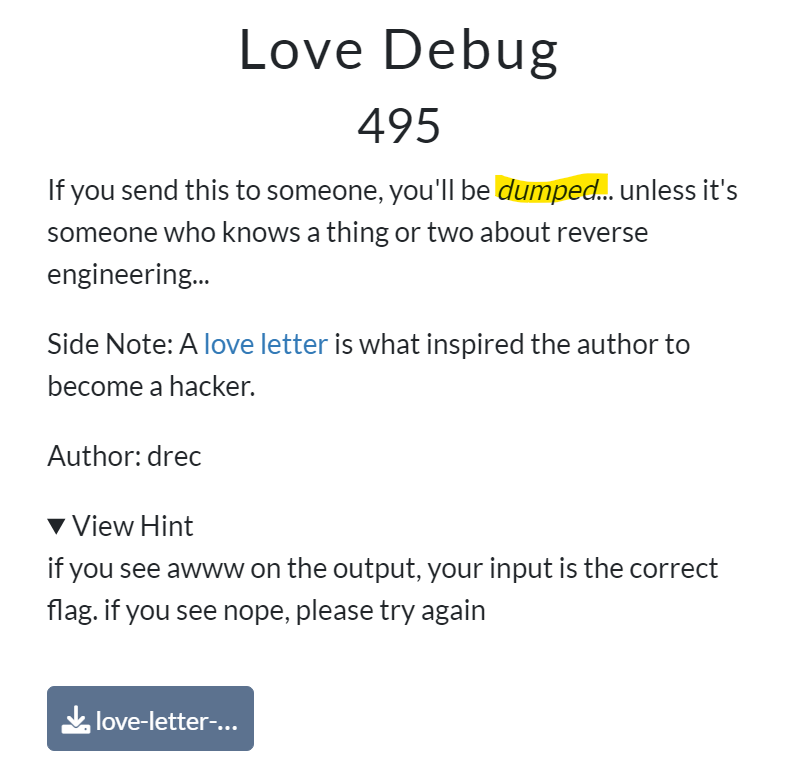 Love Debug
495
If you send this to someone, you'll be dumped... unless it's
someone who knows a thing or two about reverse
engineering...
Side Note: A love letter is what inspired the author to
become a hacker.
Author: drec
▼ View Hint
if you see awww on the output, your input is the correct
flag. if you see nope, please try again
love-letter-...